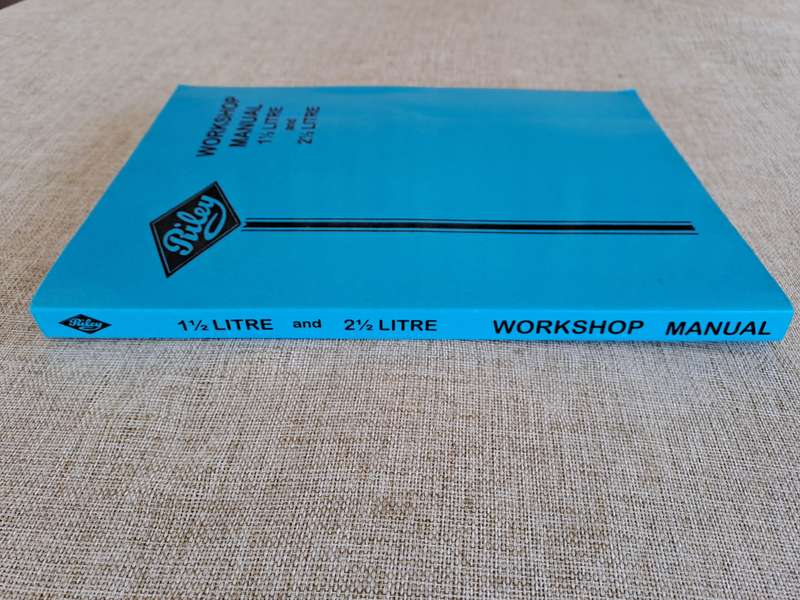 WORKSHOP
MANUAL
1½ LITRE
and
2½ LITRE
Riley
Riley 1½ LITRE and 2½ LITRE WORKSHOP MANUAL